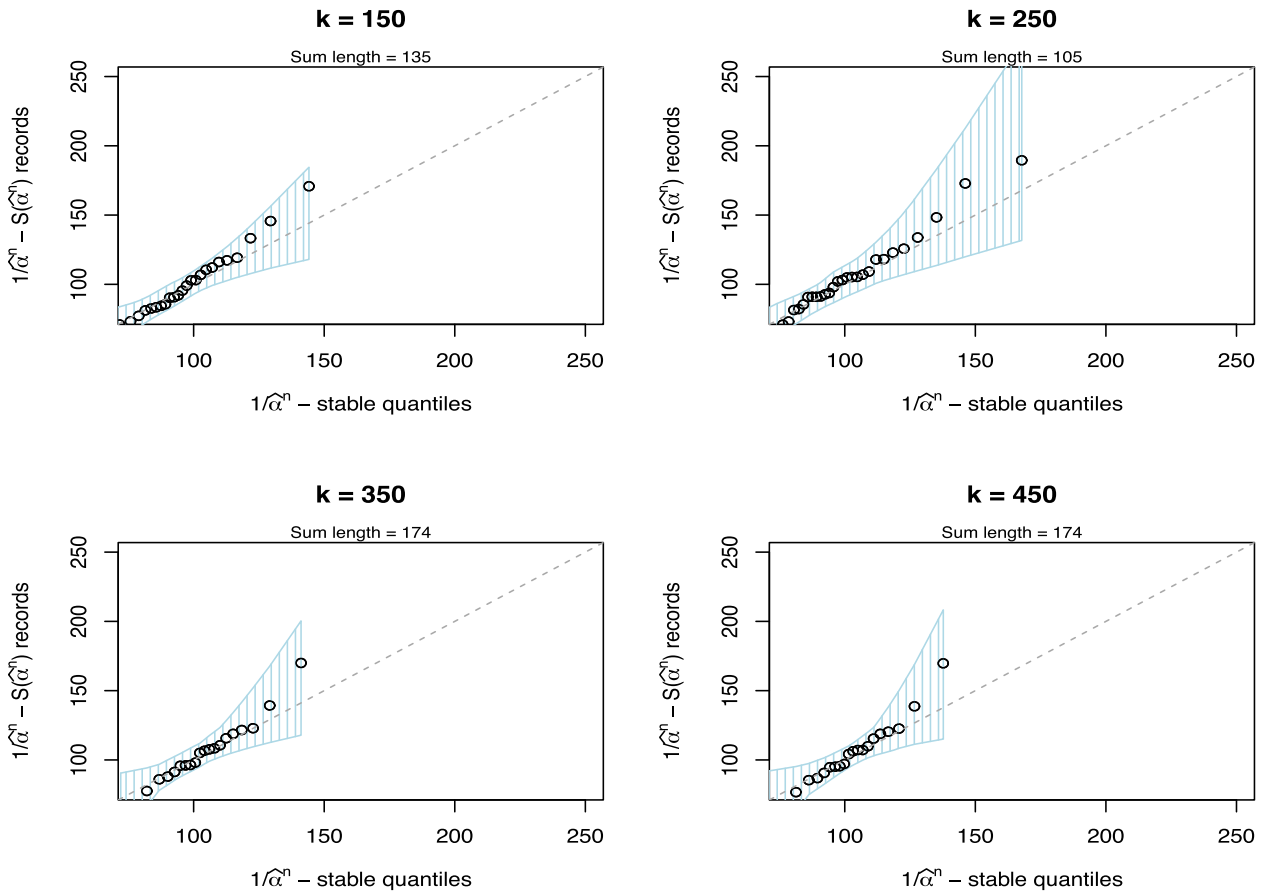 k = 150
Sum length = 135
250
200
150
100
1/α̂ⁿ − S(α̂ⁿ) records
100 150 200 250
1/α̂ⁿ − stable quantiles
k = 250
Sum length = 105
250
200
150
100
1/α̂ⁿ − S(α̂ⁿ) records
100 150 200 250
1/α̂ⁿ − stable quantiles
k = 350
Sum length = 174
250
200
150
100
1/α̂ⁿ − S(α̂ⁿ) records
100 150 200 250
1/α̂ⁿ − stable quantiles
k = 450
Sum length = 174
250
200
150
100
1/α̂ⁿ − S(α̂ⁿ) records
100 150 200 250
1/α̂ⁿ − stable quantiles